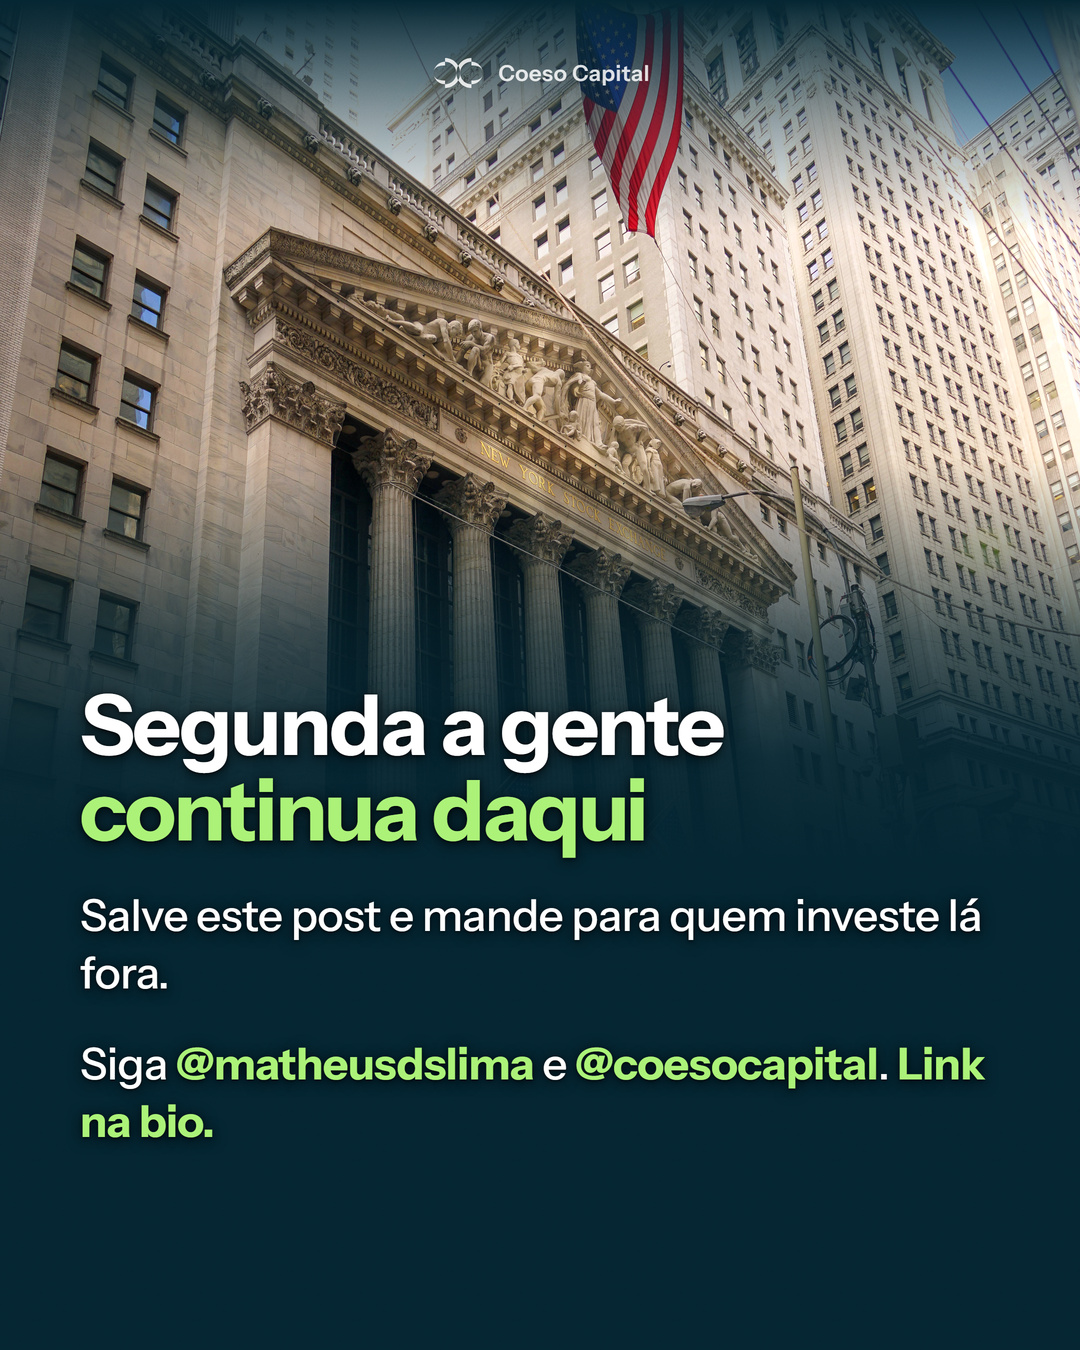 Coeso Capital
NEW YORK STOCK EXCHANGE
Segunda a gente
continua daqui
Salve este post e mande para quem investe lá
fora.
Siga @matheusdslima e @coesocapital. Link
na bio.